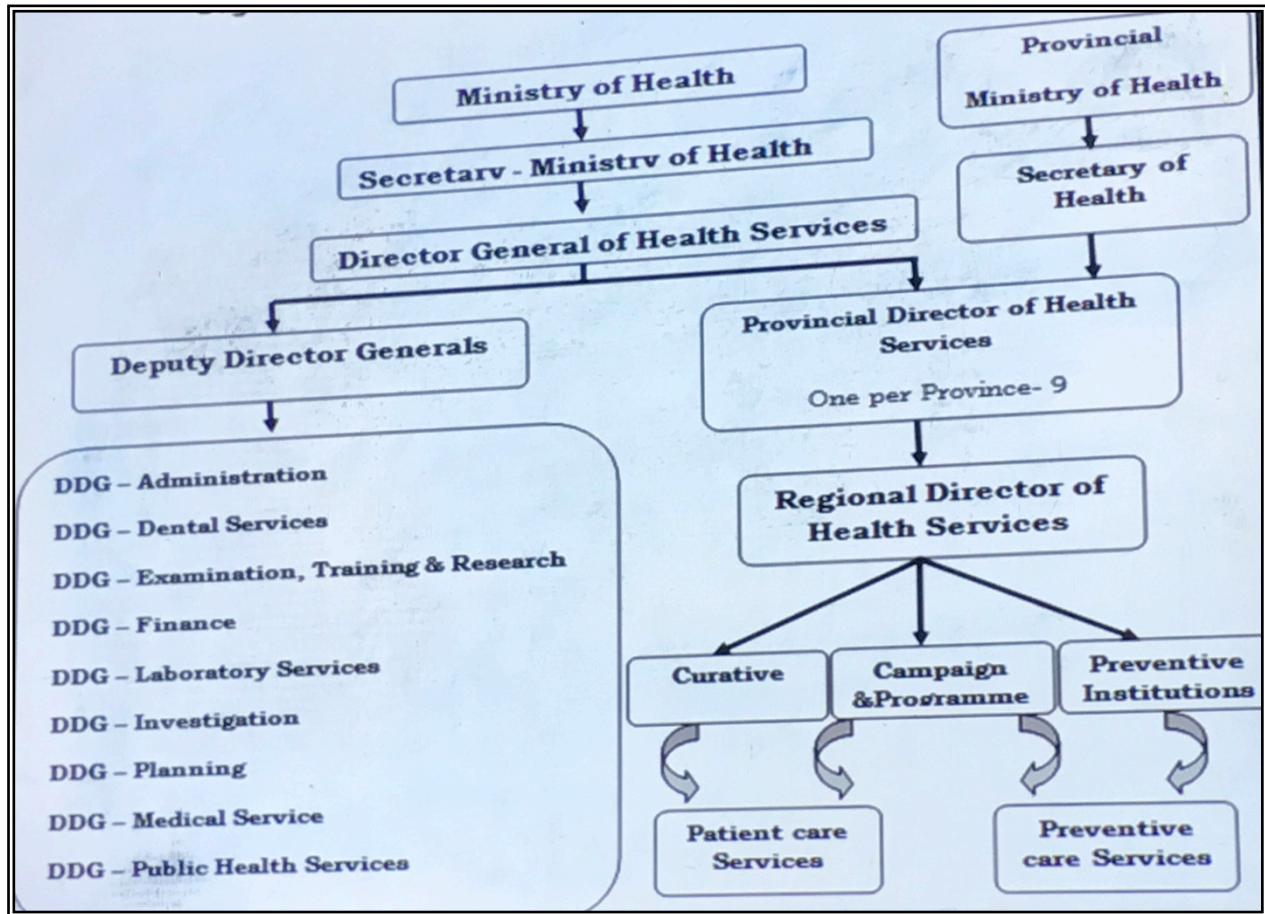 Ministry of Health
Secretary - Ministry of Health
Director General of Health Services
Provincial
Ministry of Health
Secretary of
Health
Deputy Director Generals
Provincial Director of Health
Services
One per Province- 9
DDG – Administration
DDG – Dental Services
DDG – Examination, Training & Research
DDG – Finance
DDG – Laboratory Services
DDG – Investigation
DDG – Planning
DDG – Medical Service
DDG – Public Health Services
Regional Director of
Health Services
Curative
Campaign
&Programme
Preventive
Institutions
Patient care
Services
Preventive
care Services